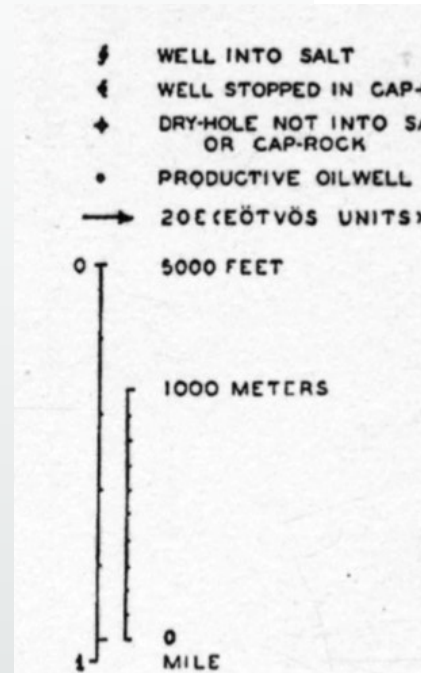 WELL INTO SALT
WELL STOPPED IN CAP-
DRY-HOLE NOT INTO
OR CAP-ROCK
PRODUCTIVE OILWELL
20E (EÖTVÖS UNITS)
0 5000 FEET
1000 METERS
0
1 MILE